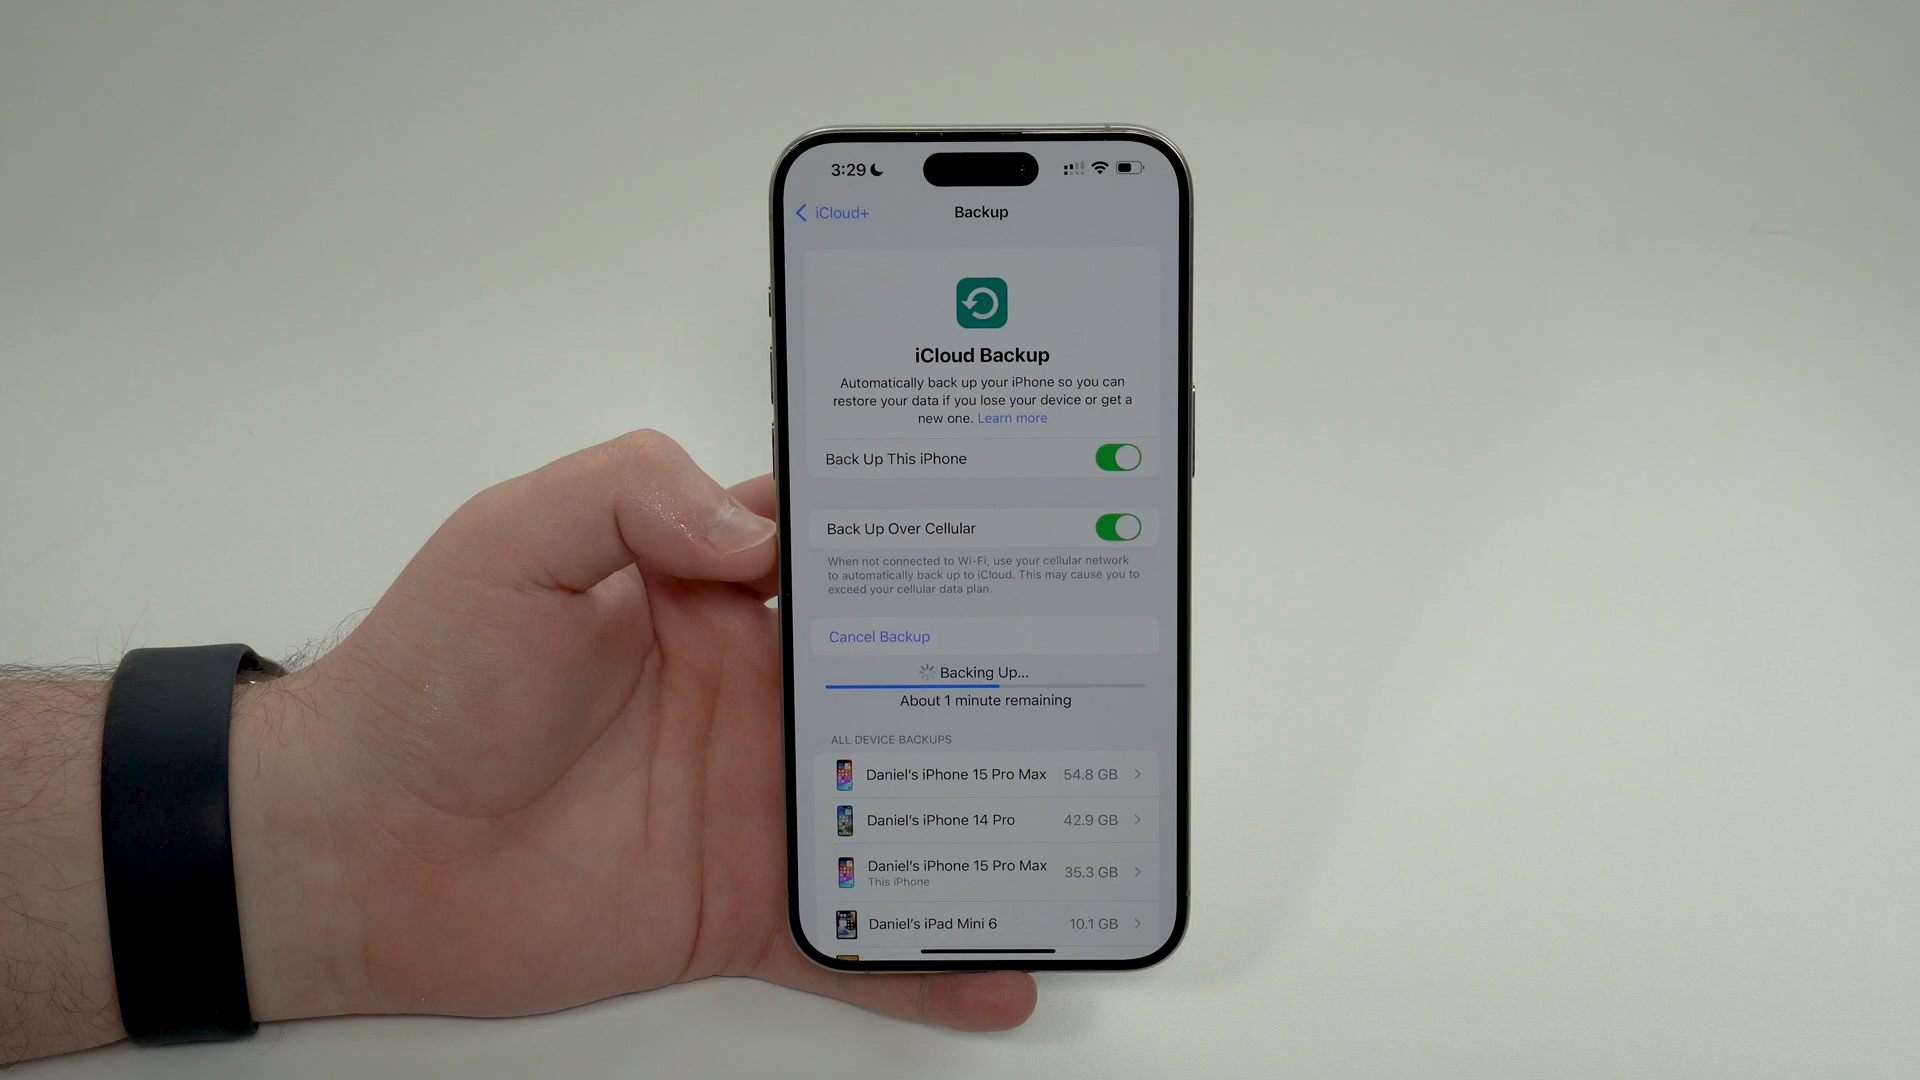 3:29
iCloud+
Backup
iCloud Backup
Automatically back up your iPhone so you can
restore your data if you lose your device or get a
new one. Learn more
Back Up This iPhone
Back Up Over Cellular
When not connected to Wi-Fi, use your cellular network
to automatically back up to iCloud. This may cause you to
exceed your cellular data plan.
Cancel Backup
Backing Up...
About 1 minute remaining
ALL DEVICE BACKUPS
Daniel's iPhone 15 Pro Max 54.8 GB
Daniel's iPhone 14 Pro 42.9 GB
Daniel's iPhone 15 Pro Max 35.3 GB
This iPhone
Daniel's iPad Mini 6 10.1 GB